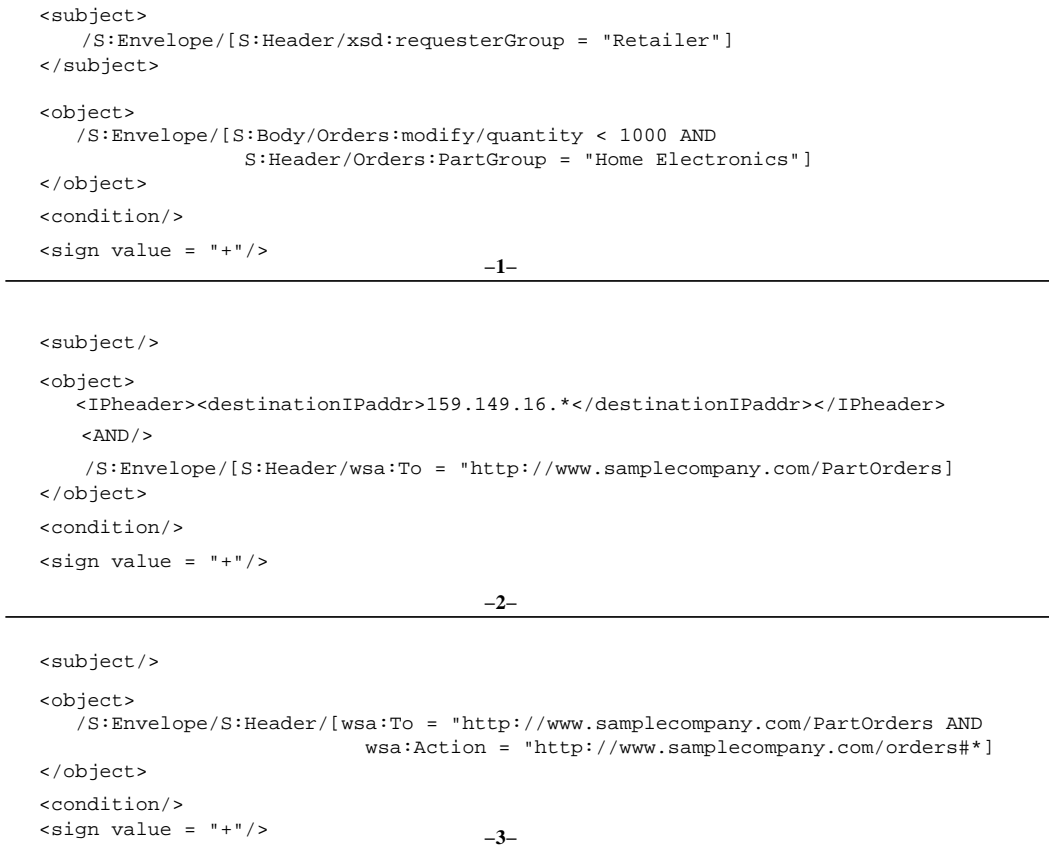 <subject>
/S:Envelope/[S:Header/xsd:requesterGroup = "Retailer"]
</subject>
<object>
/S:Envelope/[S:Body/Orders:modify/quantity < 1000 AND
S:Header/Orders:PartGroup = "Home Electronics"]
</object>
<condition/>
<sign value = "+"/>
–1–
<subject/>
<object>
<IPheader><destinationIPaddr>159.149.16.*</destinationIPaddr></IPheader>
<AND/>
/S:Envelope/[S:Header/wsa:To = "http://www.samplecompany.com/PartOrders]
</object>
<condition/>
<sign value = "+"/>
–2–
<subject/>
<object>
/S:Envelope/S:Header/[wsa:To = "http://www.samplecompany.com/PartOrders AND
wsa:Action = "http://www.samplecompany.com/orders#*]
</object>
<condition/>
<sign value = "+"/>
–3–